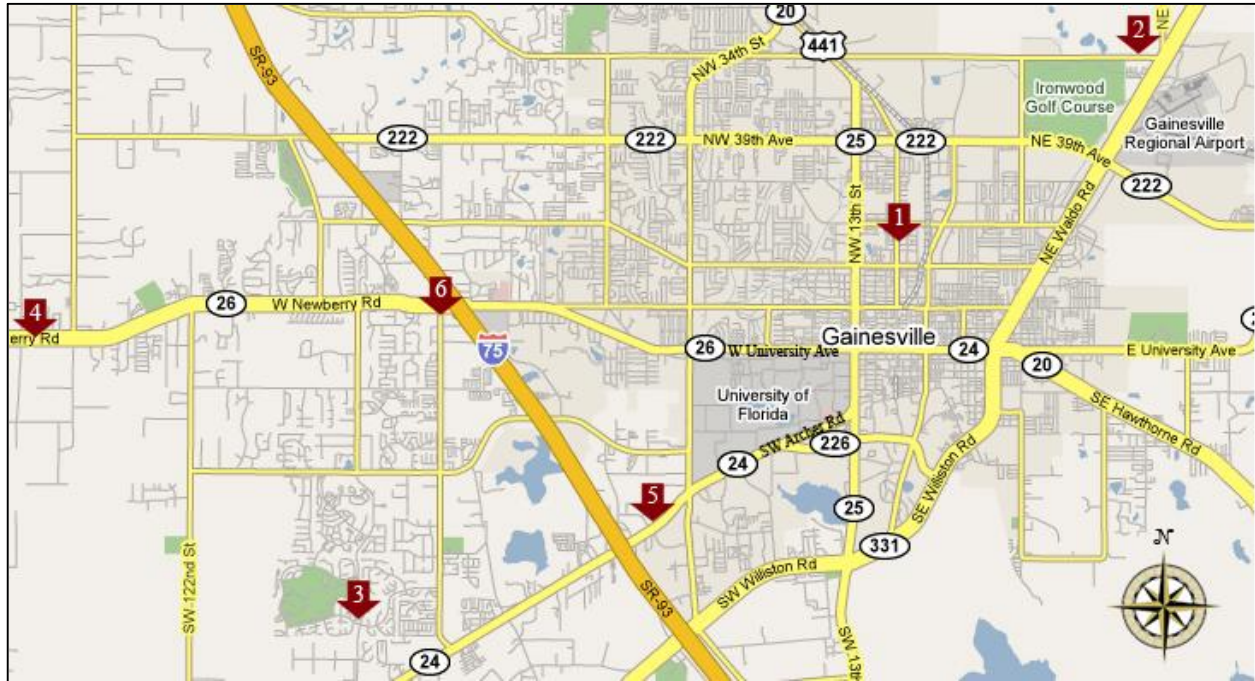 20
NE
2
SR-93
NW 34th St
441
Ironwood
Golf Course
Gainesville
Regional Airport
222
222
NW 39th Ave
25
222
NE 39th Ave
222
1
NW 13th St
NE Waldo Rd
4
26
W Newberry Rd
6
erry Rd
75
26
W University Ave
Gainesville
24
E University Ave
20
University of
Florida
SW Archer Rd
226
SE Hawthorne Rd
24
5
25
SE Williston Rd
331
N
SW Williston Rd
SW-122nd St
3
SR-93
24
SW 13th